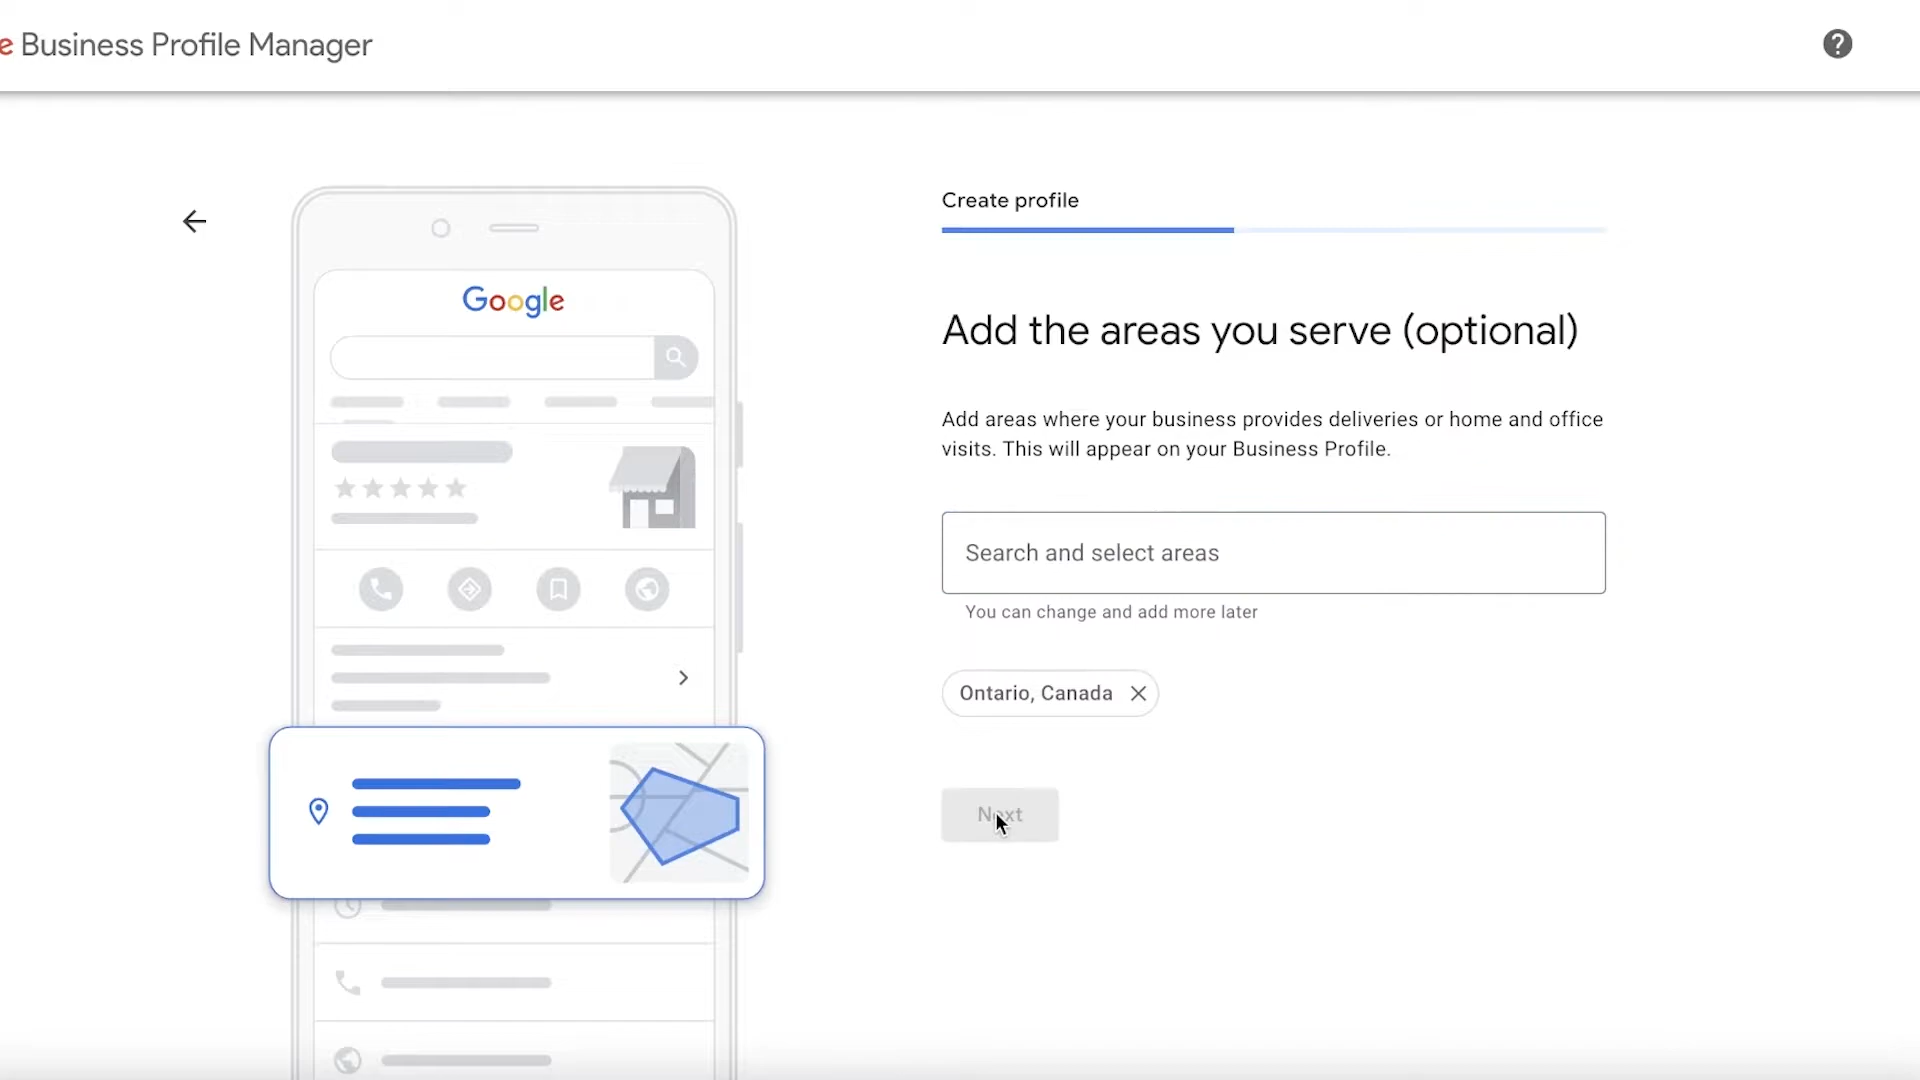 e Business Profile Manager
Create profile
Google
Add the areas you serve (optional)
Add areas where your business provides deliveries or home and office
visits. This will appear on your Business Profile.
Search and select areas
You can change and add more later
Ontario, Canada
Next